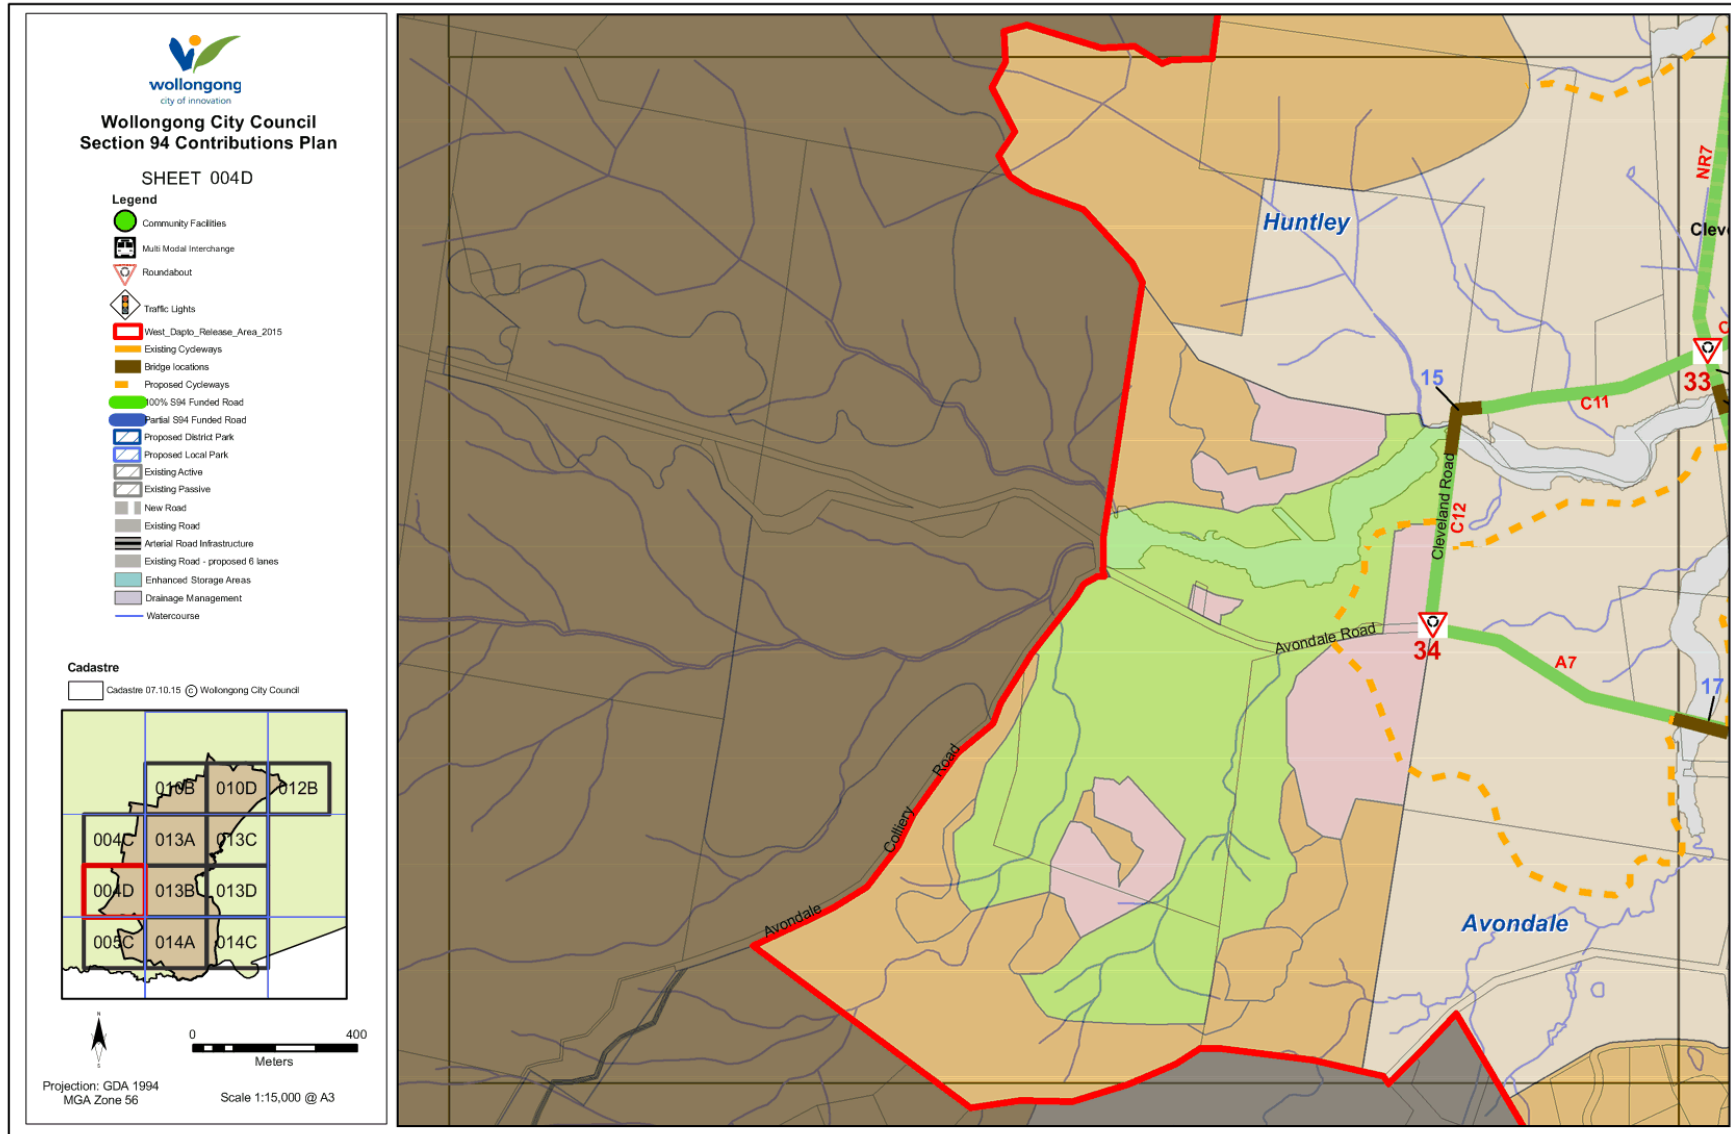 wollongong
city of innovation
Wollongong City Council
Section 94 Contributions Plan
SHEET 004D
Legend
Community Facilities
Multi Modal Interchange
Roundabout
Traffic Lights
West_Dapto_Release_Area_2015
Existing Cycleways
Bridge locations
Proposed Cycleways
100% S94 Funded Road
Partial S94 Funded Road
Proposed District Park
Proposed Local Park
Existing Active
Existing Passive
New Road
Existing Road
Arterial Road Infrastructure
Existing Road - proposed 6 lanes
Enhanced Storage Areas
Drainage Management
Watercourse
Cadastre
Cadastre 07.10.15 © Wollongong City Council
010B 010D 012B
004C 013A 013C
004D 013B 013D
005C 014A 014C
N
S
0 400
Meters
Projection: GDA 1994
MGA Zone 56
Scale 1:15,000 @ A3
Huntley
NR7
Cleve
C
33
15
C11
Cleveland Road
C12
Avondale Road
34
A7
17
Avondale Colliery Road
Avondale